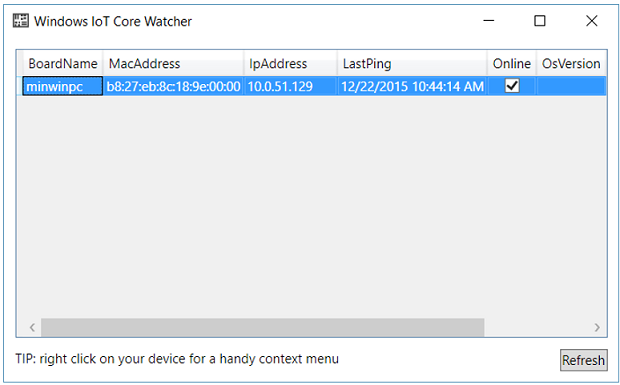 Windows IoT Core Watcher
BoardName MacAddress IpAddress LastPing Online OsVersion
minwinpc b8:27:eb:8c:18:9e:00:00 10.0.51.129 12/22/2015 10:44:14 AM
TIP: right click on your device for a handy context menu Refresh